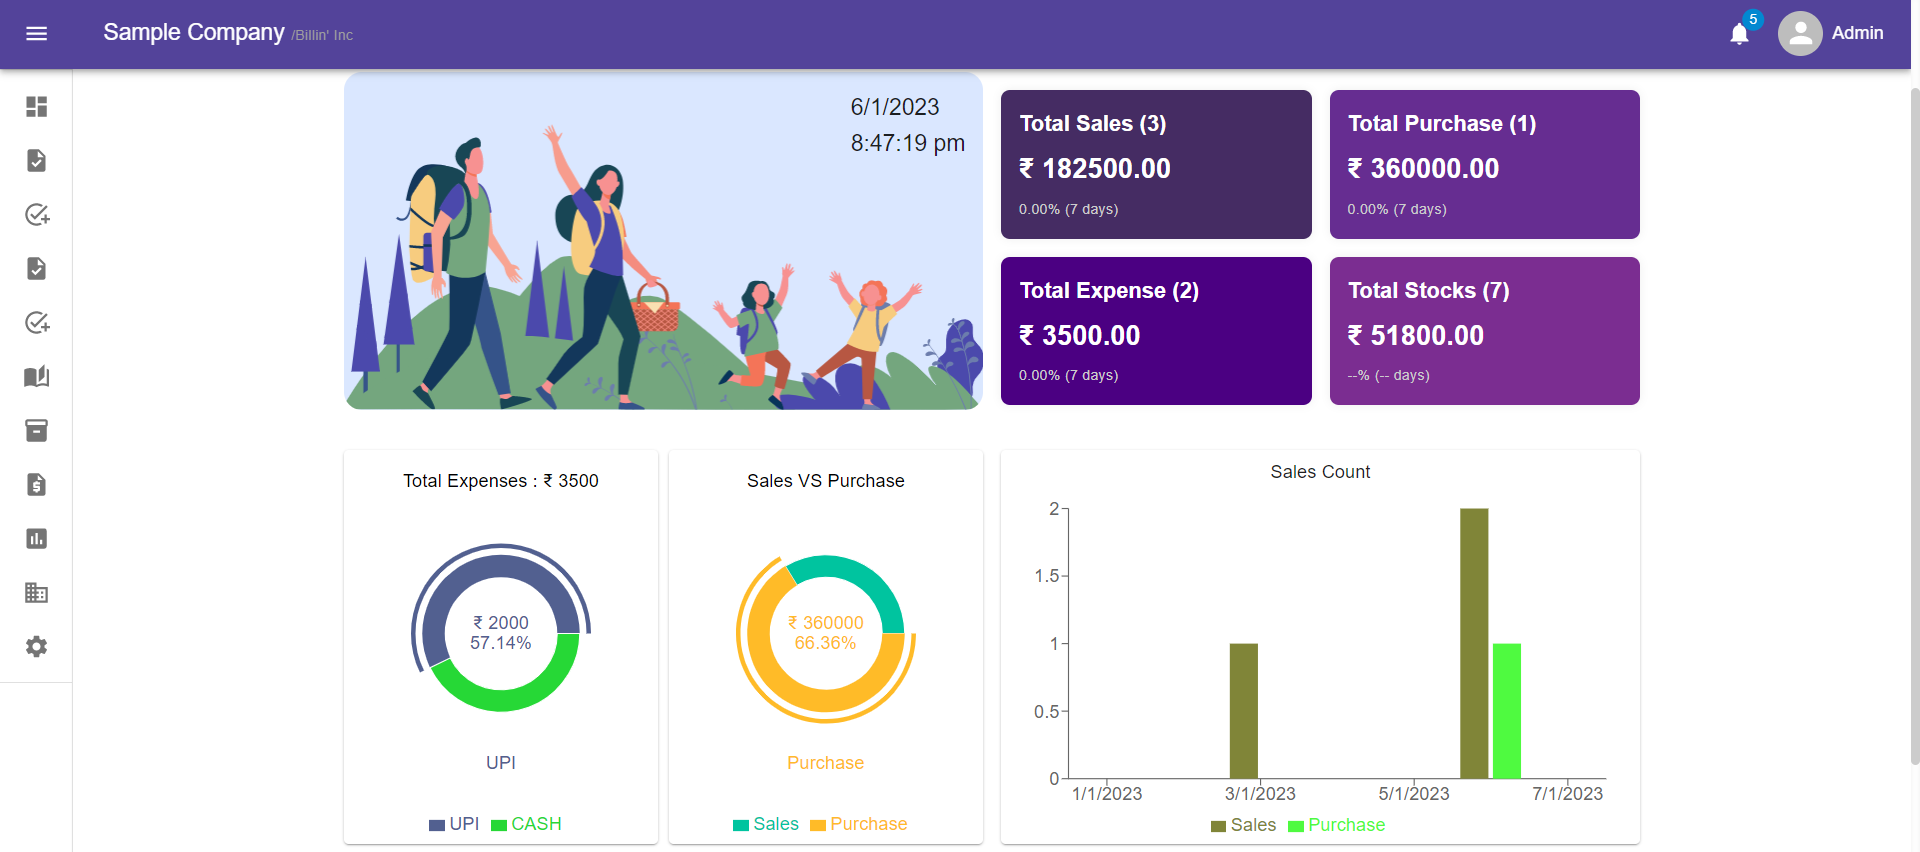 Sample Company /Billin' Inc
5
Admin
6/1/2023
8:47:19 pm
Total Sales (3)
₹ 182500.00
0.00% (7 days)
Total Purchase (1)
₹ 360000.00
0.00% (7 days)
Total Expense (2)
₹ 3500.00
0.00% (7 days)
Total Stocks (7)
₹ 51800.00
--% (-- days)
Total Expenses : ₹ 3500
₹ 2000
57.14%
UPI
UPI CASH
Sales VS Purchase
₹ 360000
66.36%
Purchase
Sales Purchase
Sales Count
2
1.5
1
0.5
0
1/1/2023 3/1/2023 5/1/2023 7/1/2023
Sales Purchase